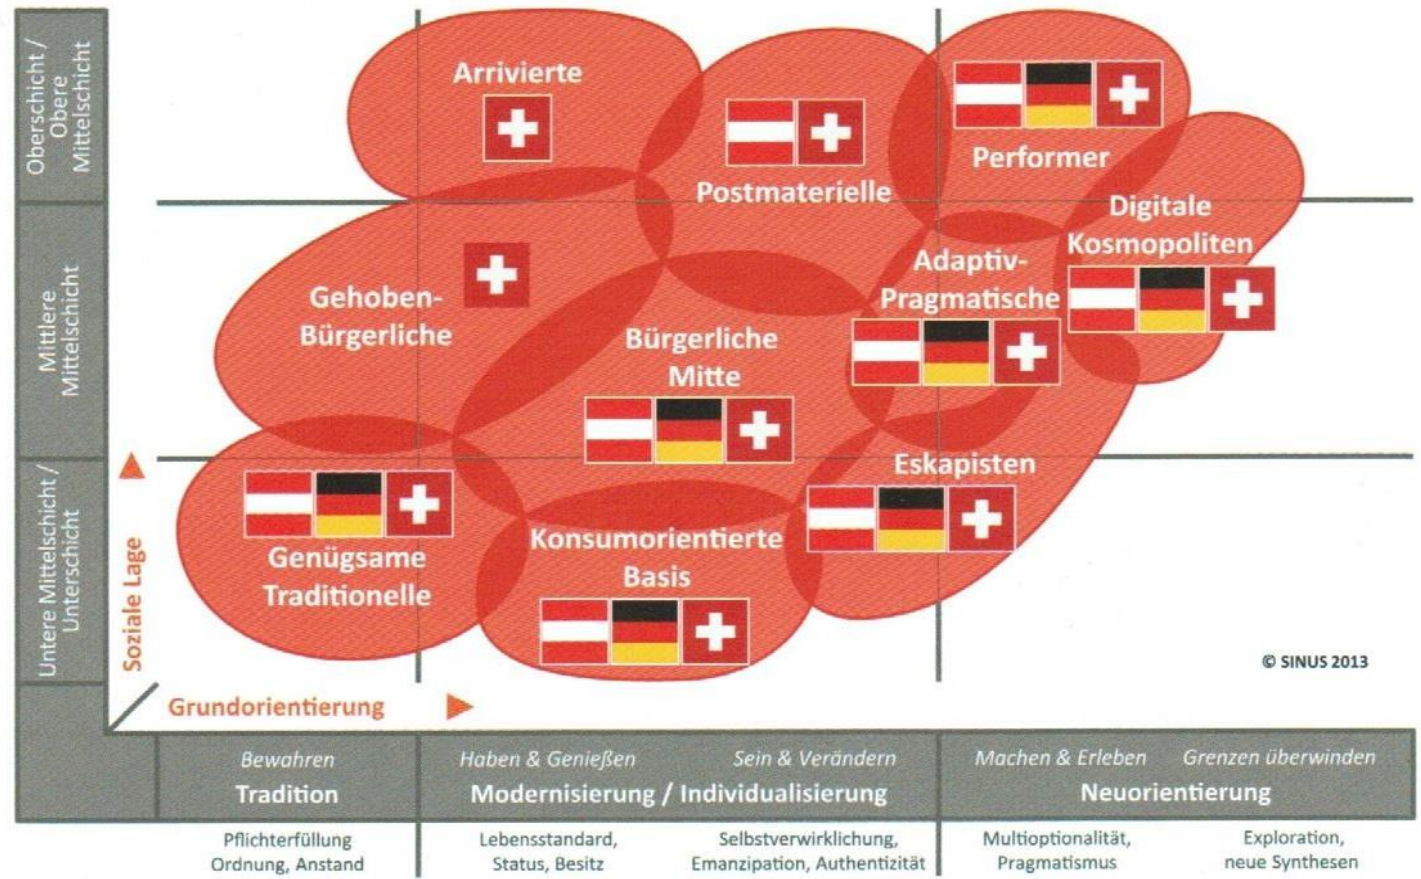 Oberschicht /
Obere
Mittelschicht
Mittlere
Mittelschicht
Untere Mittelschicht /
Unterschicht
Soziale Lage
Arrivierte
Postmaterielle
Performer
Digitale
Kosmopoliten
Gehoben-
Bürgerliche
Adaptiv-
Pragmatische
Bürgerliche
Mitte
Eskapisten
Genügsame
Traditionelle
Konsumorientierte
Basis
© SINUS 2013
Grundorientierung
Bewahren
Tradition
Haben & Genießen
Sein & Verändern
Modernisierung / Individualisierung
Machen & Erleben
Grenzen überwinden
Neuorientierung
Pflichterfüllung
Ordnung, Anstand
Lebensstandard,
Status, Besitz
Selbstverwirklichung,
Emanzipation, Authentizität
Multioptionalität,
Pragmatismus
Exploration,
neue Synthesen